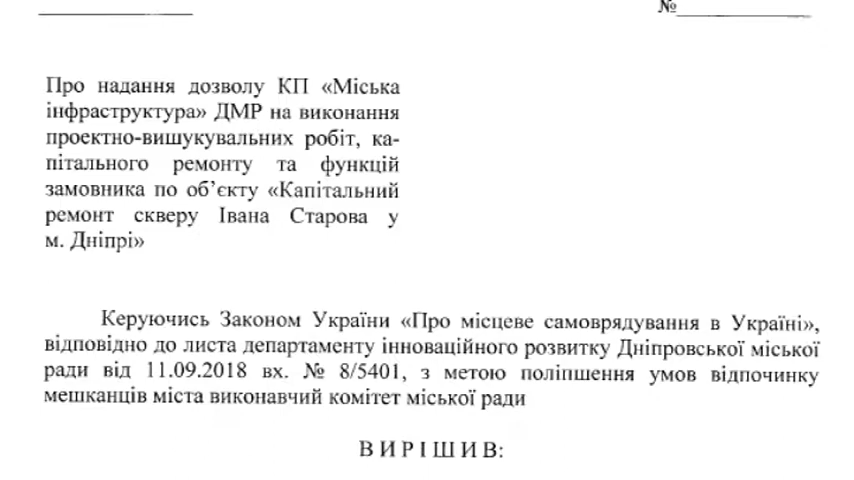 №
Про надання дозволу КП «Міська
інфраструктура» ДМР на виконання
проектно-вишукувальних робіт, ка-
пітального ремонту та функцій
замовника по об’єкту «Капітальний
ремонт скверу Івана Старова у
м. Дніпрі»
Керуючись Законом України «Про місцеве самоврядування в Україні»,
відповідно до листа департаменту інноваційного розвитку Дніпровської міської
ради від 11.09.2018 вх. № 8/5401, з метою поліпшення умов відпочинку
мешканців міста виконавчий комітет міської ради
В И Р І Ш И В: